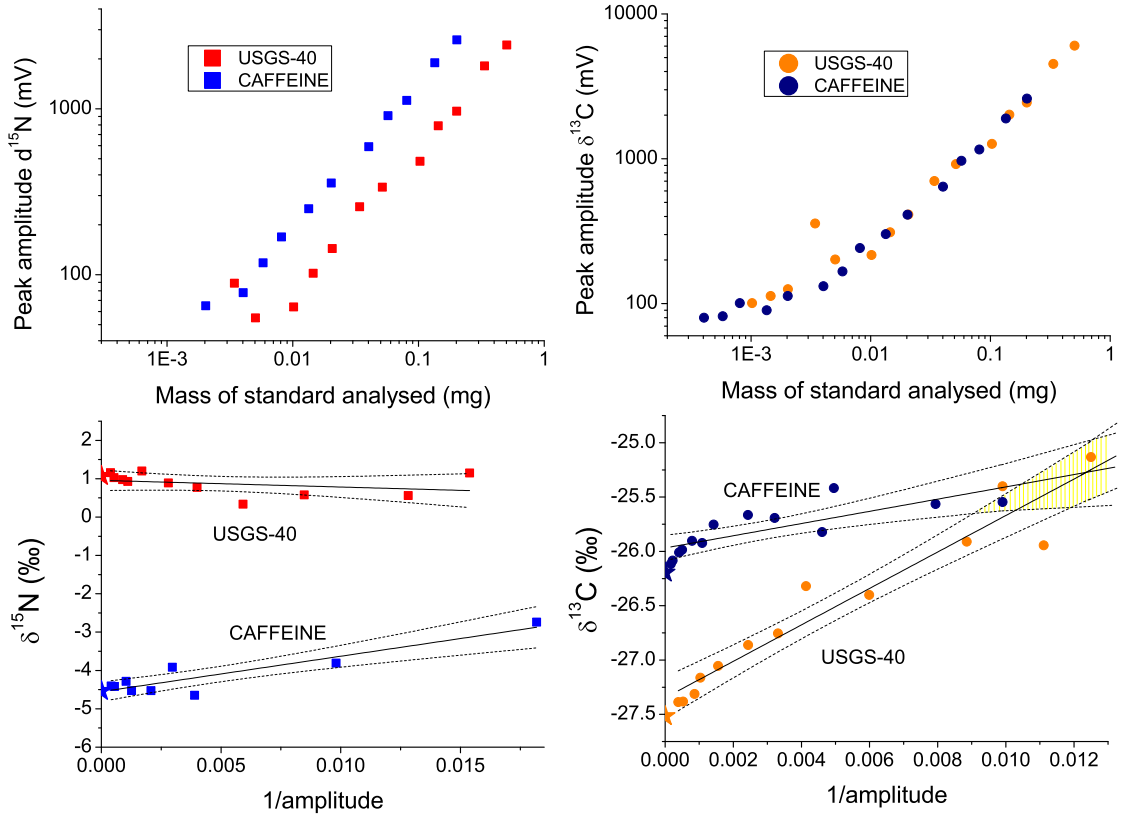 Peak amplitude d¹⁵N (mV)
1000
100
USGS-40
CAFFEINE
1E-3
0.01
0.1
1
Mass of standard analysed (mg)
Peak amplitude δ¹³C (mV)
10000
1000
100
USGS-40
CAFFEINE
1E-3
0.01
0.1
1
Mass of standard analysed (mg)
δ¹⁵N (‰)
2
1
0
-1
-2
-3
-4
-5
-6
USGS-40
CAFFEINE
0.000
0.005
0.010
0.015
1/amplitude
δ¹³C (‰)
-25.0
-25.5
-26.0
-26.5
-27.0
-27.5
CAFFEINE
USGS-40
0.000
0.002
0.004
0.006
0.008
0.010
0.012
1/amplitude